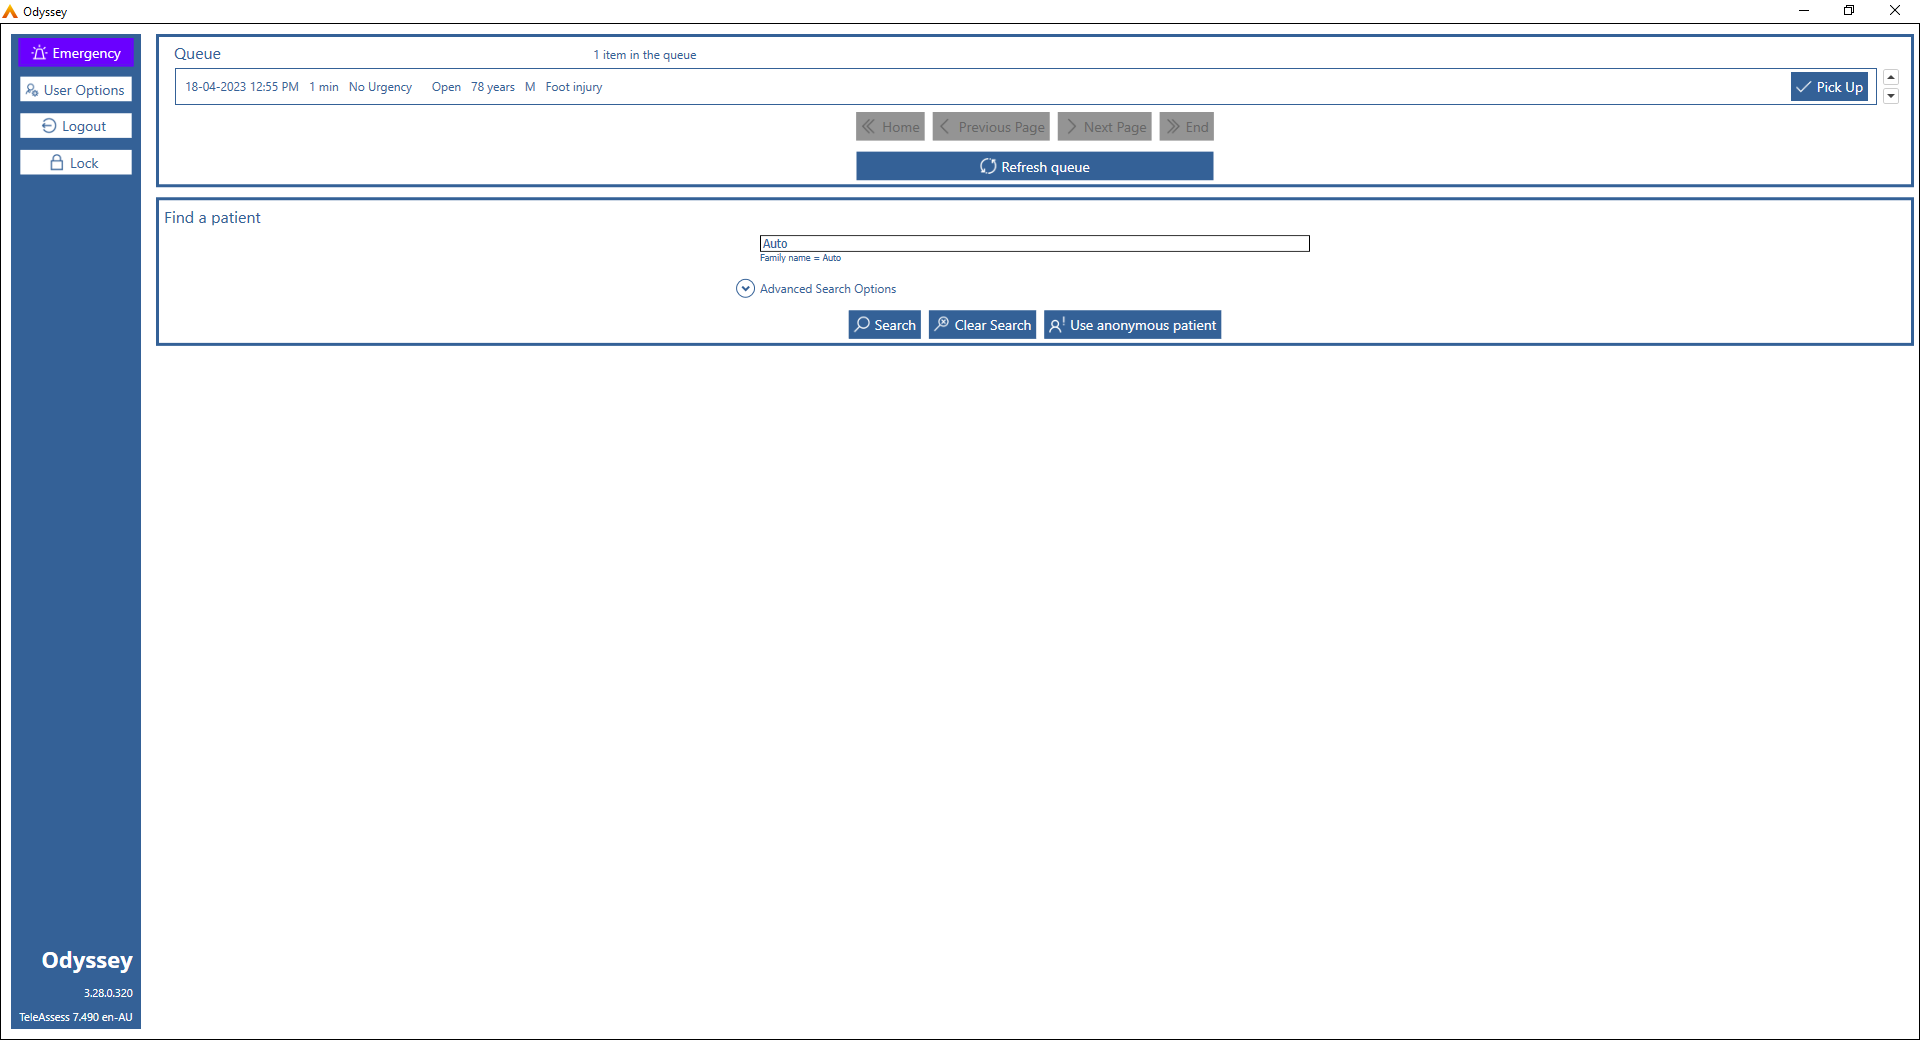 Odyssey
Emergency
User Options
Logout
Lock
Queue 1 item in the queue
18-04-2023 12:55 PM 1 min No Urgency Open 78 years M Foot injury Pick Up
Home Previous Page Next Page End
Refresh queue
Find a patient
Auto
Family name = Auto
Advanced Search Options
Search Clear Search Use anonymous patient
Odyssey
3.28.0.320
TeleAssess 7.490 en-AU